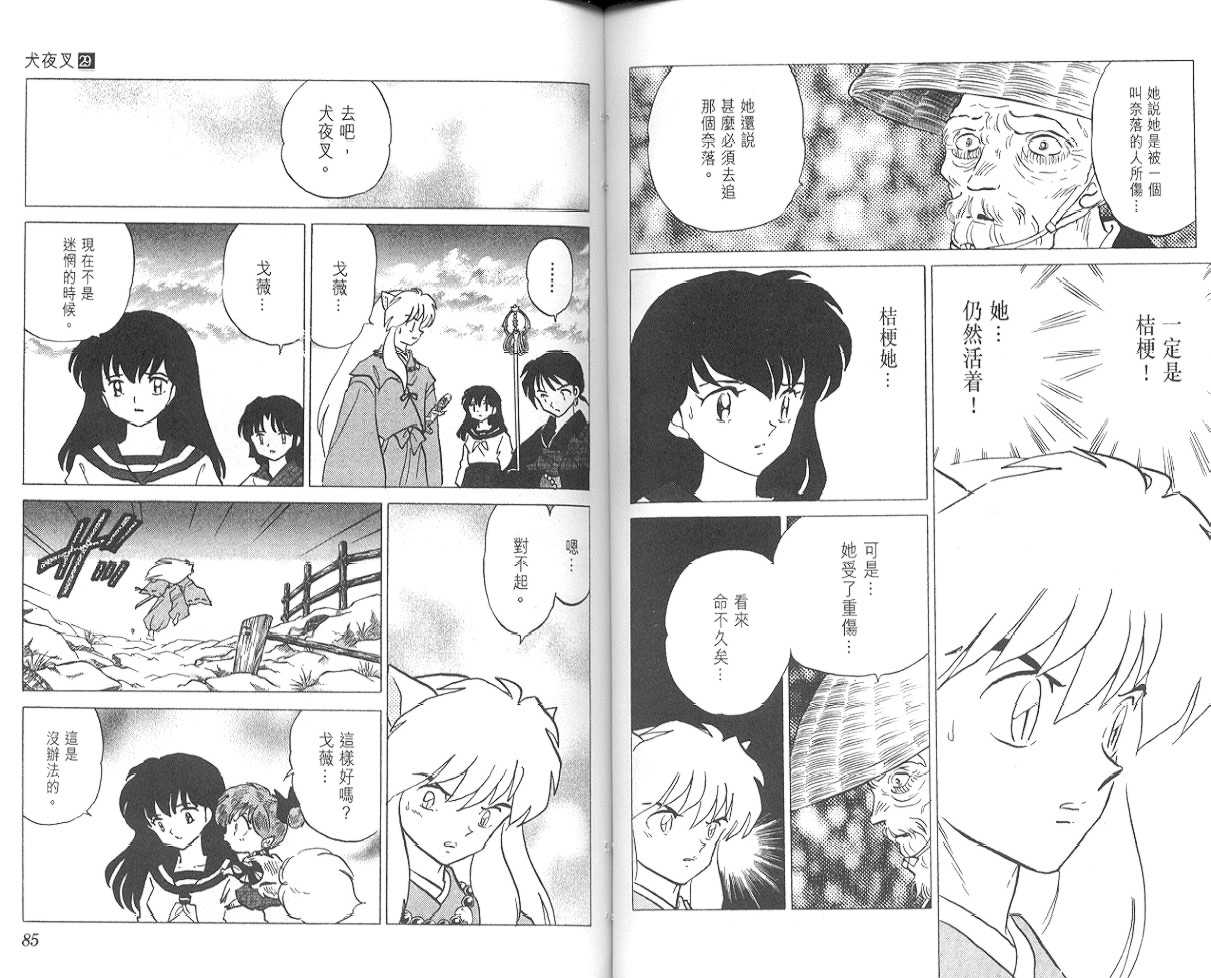 她説她是被一個
叫奈落的人所傷…
她還説
甚麼必須去追
那個奈落。
一定是
桔梗！
她…
仍然活着！
桔梗她…
可是…
她受了重傷…
看來
命不久矣…
犬夜叉 29
去吧，
犬夜叉。
……
戈薇…
戈薇…
現在不是
迷惘的時候。
嗯…
對不起。
這樣好嗎？
戈薇…
這是
沒辦法的。
85